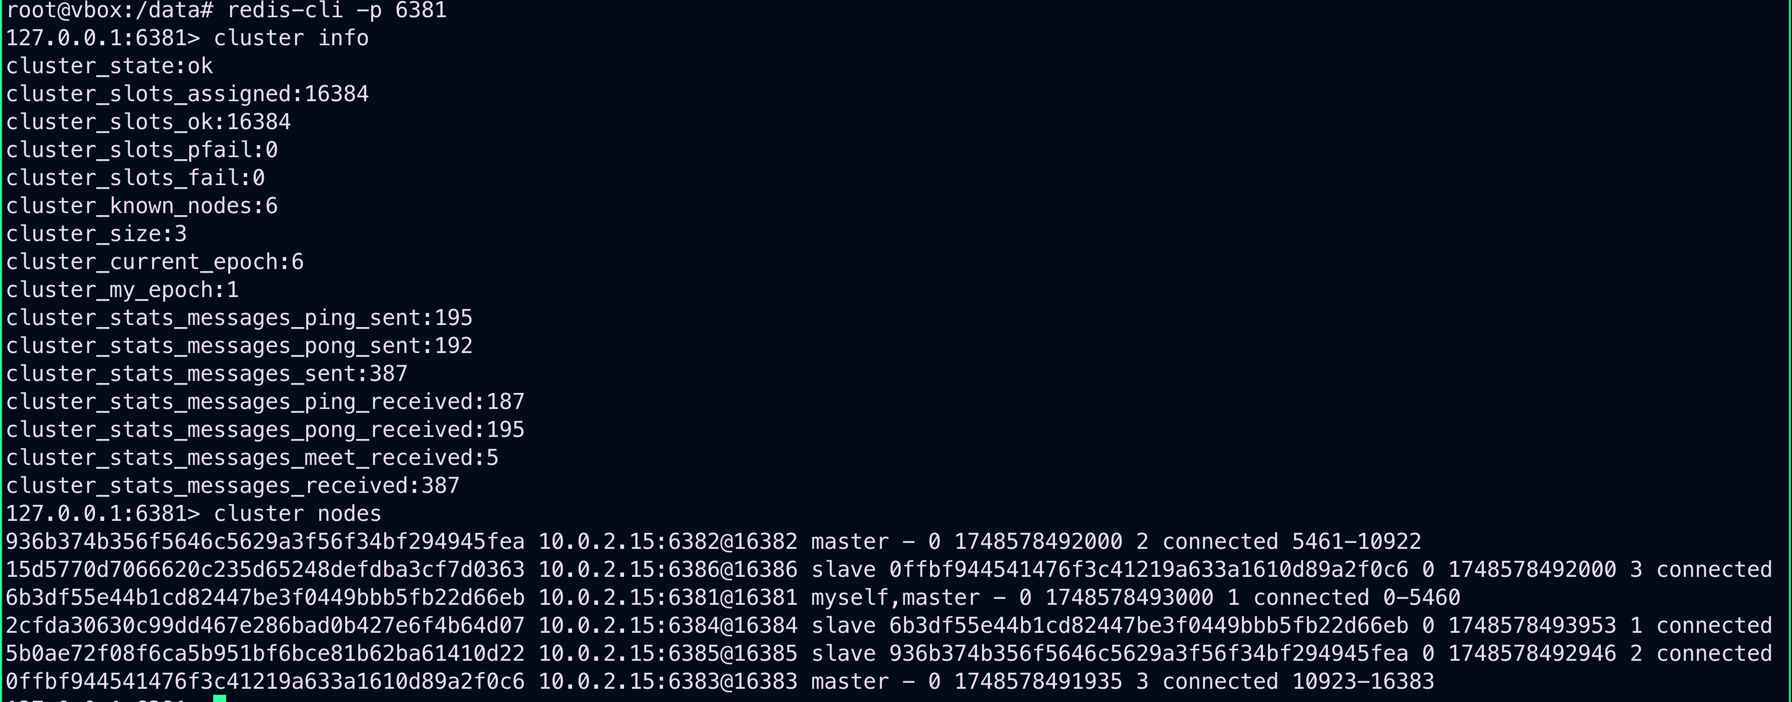 root@vbox:/data# redis-cli -p 6381
127.0.0.1:6381> cluster info
cluster_state:ok
cluster_slots_assigned:16384
cluster_slots_ok:16384
cluster_slots_pfail:0
cluster_slots_fail:0
cluster_known_nodes:6
cluster_size:3
cluster_current_epoch:6
cluster_my_epoch:1
cluster_stats_messages_ping_sent:195
cluster_stats_messages_pong_sent:192
cluster_stats_messages_sent:387
cluster_stats_messages_ping_received:187
cluster_stats_messages_pong_received:195
cluster_stats_messages_meet_received:5
cluster_stats_messages_received:387
127.0.0.1:6381> cluster nodes
936b374b356f5646c5629a3f56f34bf294945fea 10.0.2.15:6382@16382 master - 0 1748578492000 2 connected 5461-10922
15d5770d7066620c235d65248defdba3cf7d0363 10.0.2.15:6386@16386 slave 0ffbf944541476f3c41219a633a1610d89a2f0c6 0 1748578492000 3 connected
6b3df55e44b1cd82447be3f0449bbb5fb22d66eb 10.0.2.15:6381@16381 myself,master - 0 1748578493000 1 connected 0-5460
2cfda30630c99dd467e286bad0b427e6f4b64d07 10.0.2.15:6384@16384 slave 6b3df55e44b1cd82447be3f0449bbb5fb22d66eb 0 1748578493953 1 connected
5b0ae72f08f6ca5b951bf6bce81b62ba61410d22 10.0.2.15:6385@16385 slave 936b374b356f5646c5629a3f56f34bf294945fea 0 1748578492946 2 connected
0ffbf944541476f3c41219a633a1610d89a2f0c6 10.0.2.15:6383@16383 master - 0 1748578491935 3 connected 10923-16383